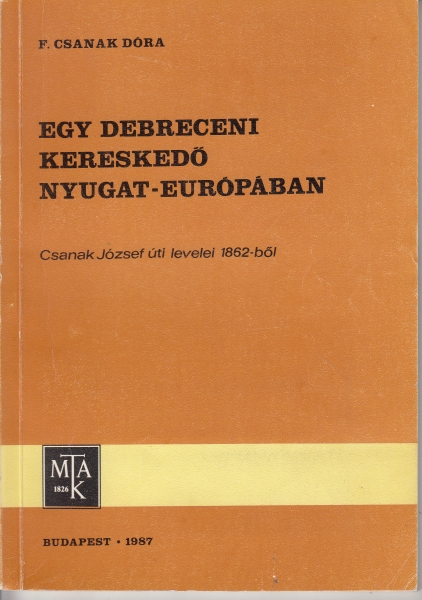 F. CSANAK DÓRA
EGY DEBRECENI
KERESKEDŐ
NYUGAT-EURÓPÁBAN
Csanak József úti levelei 1862-ből
MTAK
1826
BUDAPEST • 1987